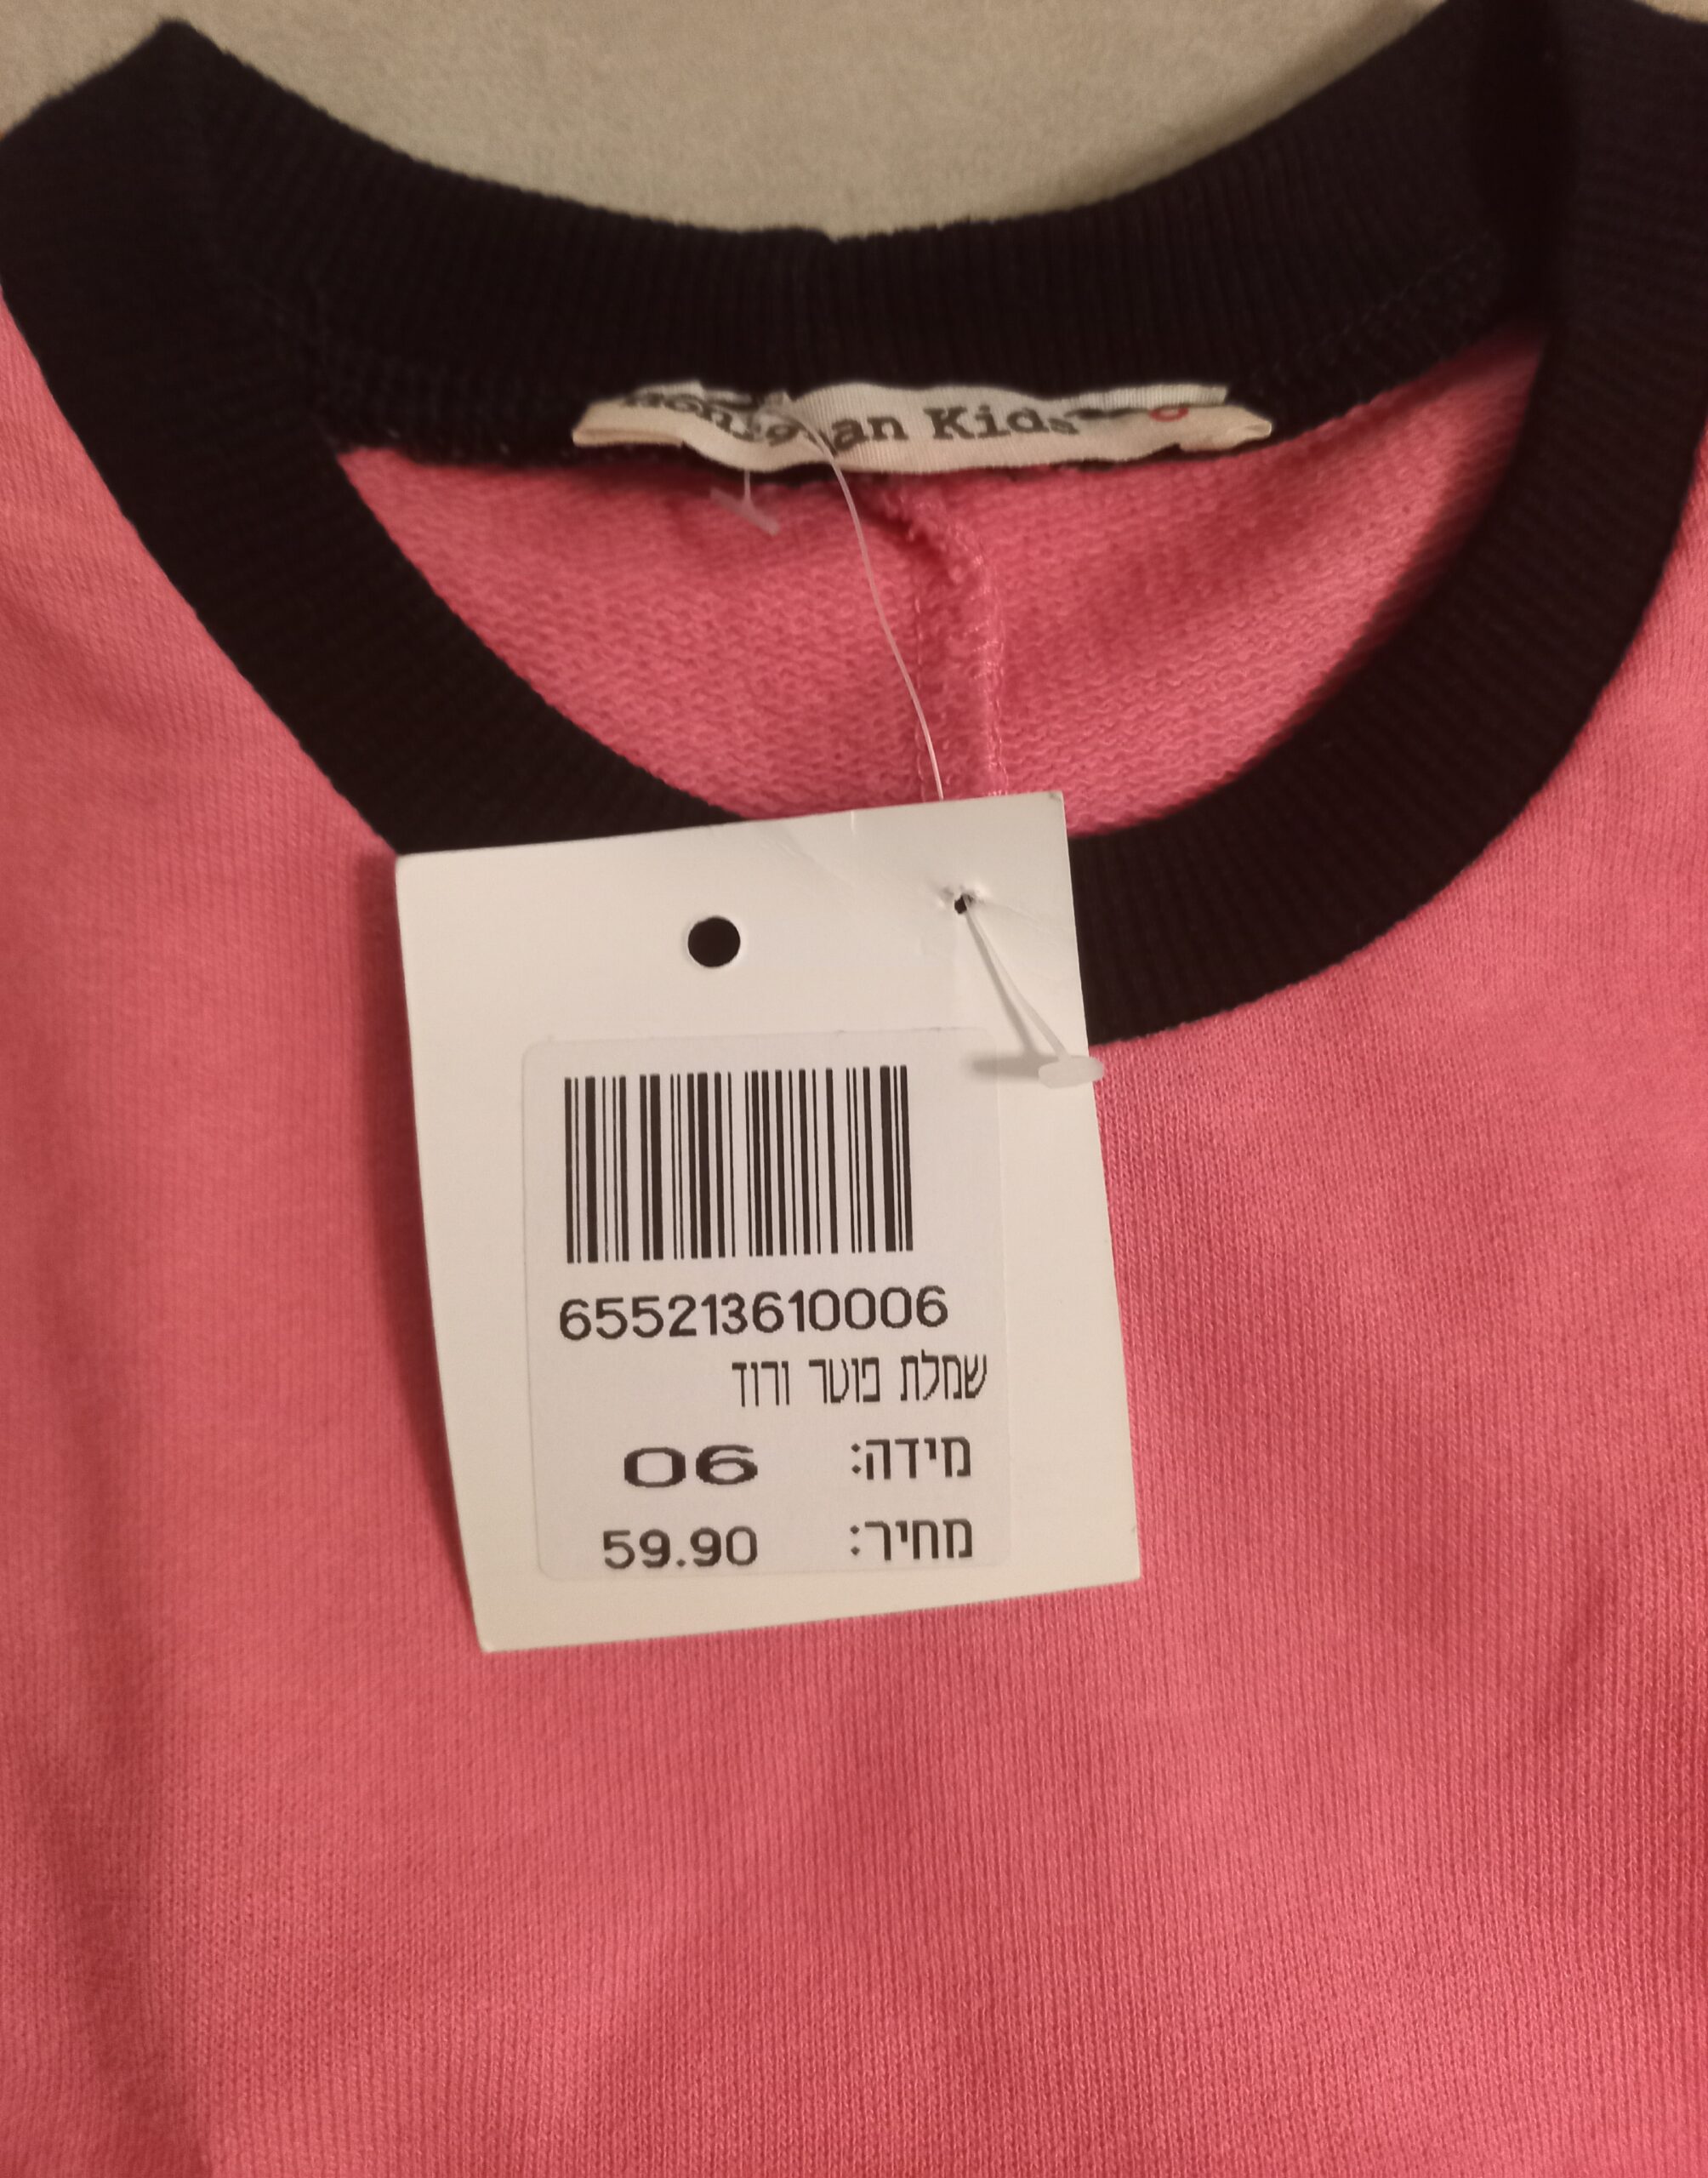 Kids
655213610006
שמלת פוטר ורוד
מידה: 06
מחיר: 59.90